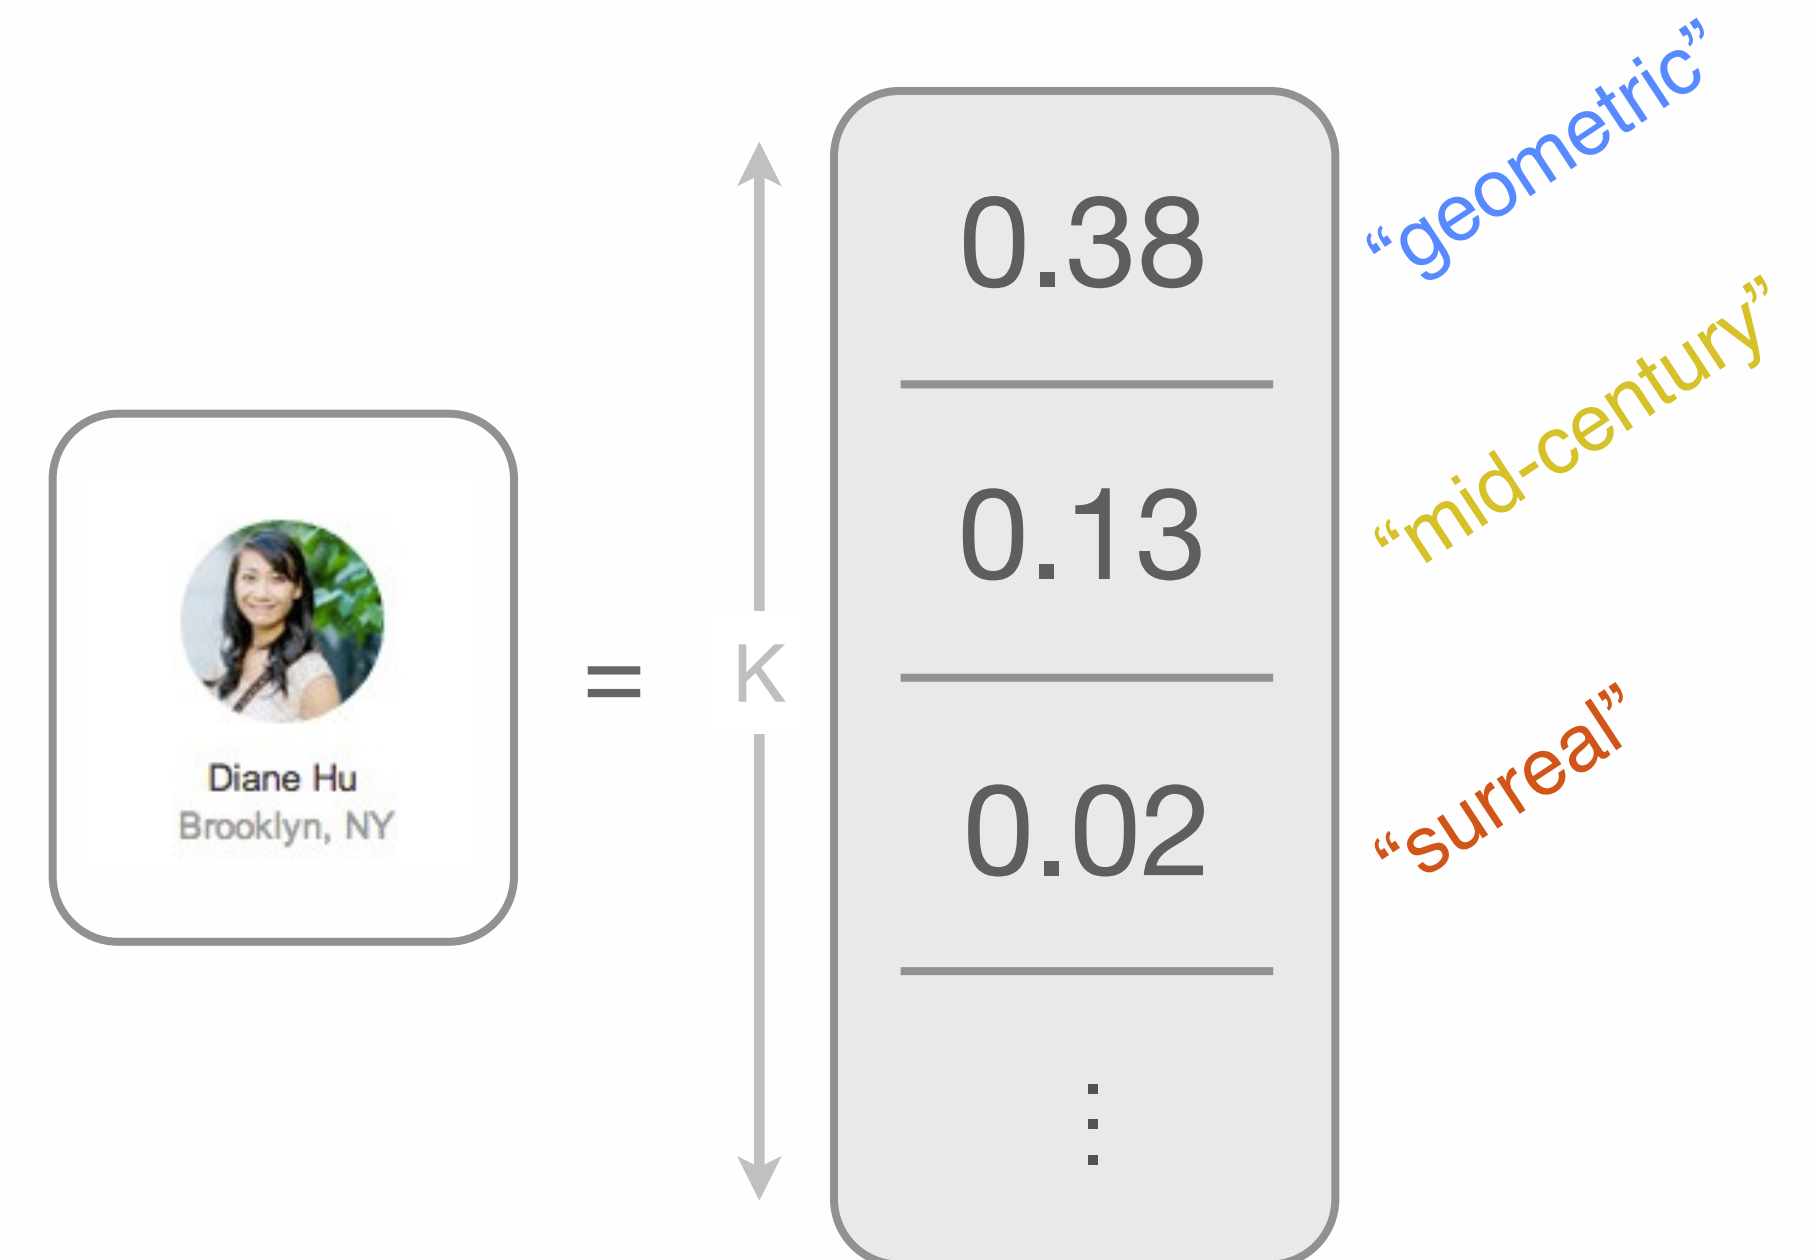 Diane Hu
Brooklyn, NY
=
K
0.38
“geometric”
0.13
“mid-century”
0.02
“surreal”
⋮